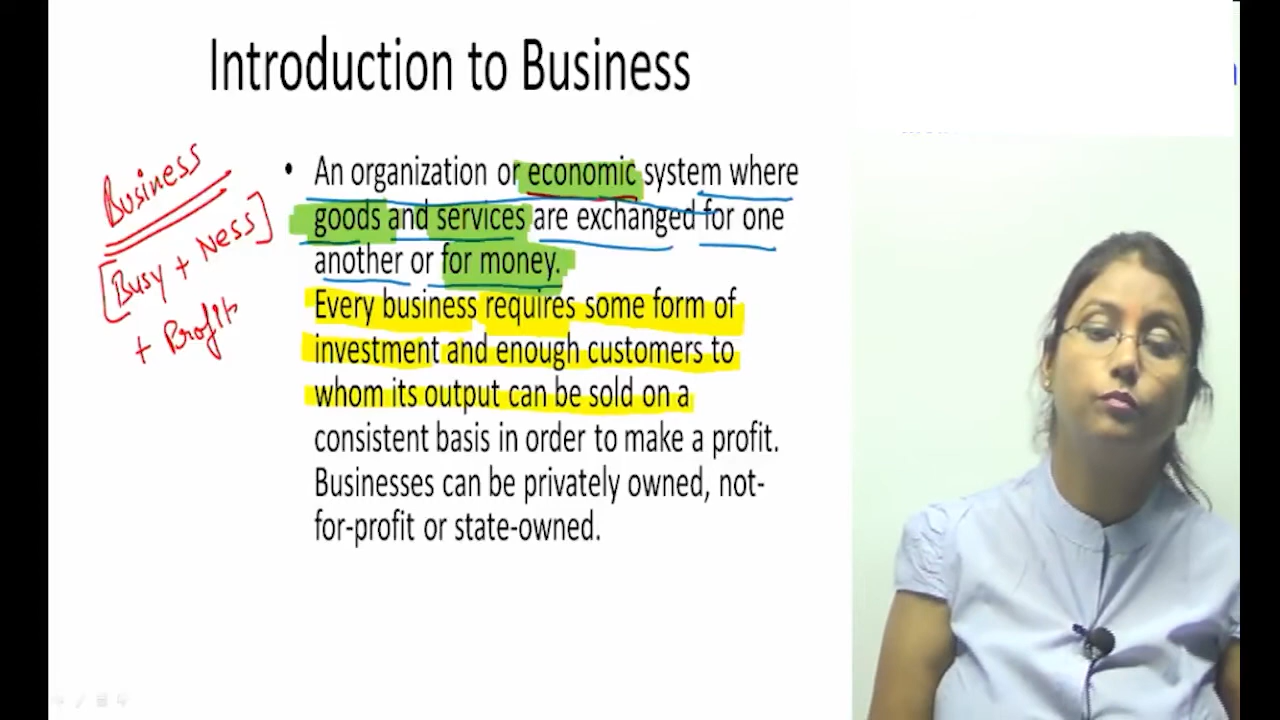 Introduction to Business
• An organization or economic system where
goods and services are exchanged for one
another or for money.
Every business requires some form of
investment and enough customers to
whom its output can be sold on a
consistent basis in order to make a profit.
Businesses can be privately owned, not-
for-profit or state-owned.
Business
[Busy + Ness]
+ Profit